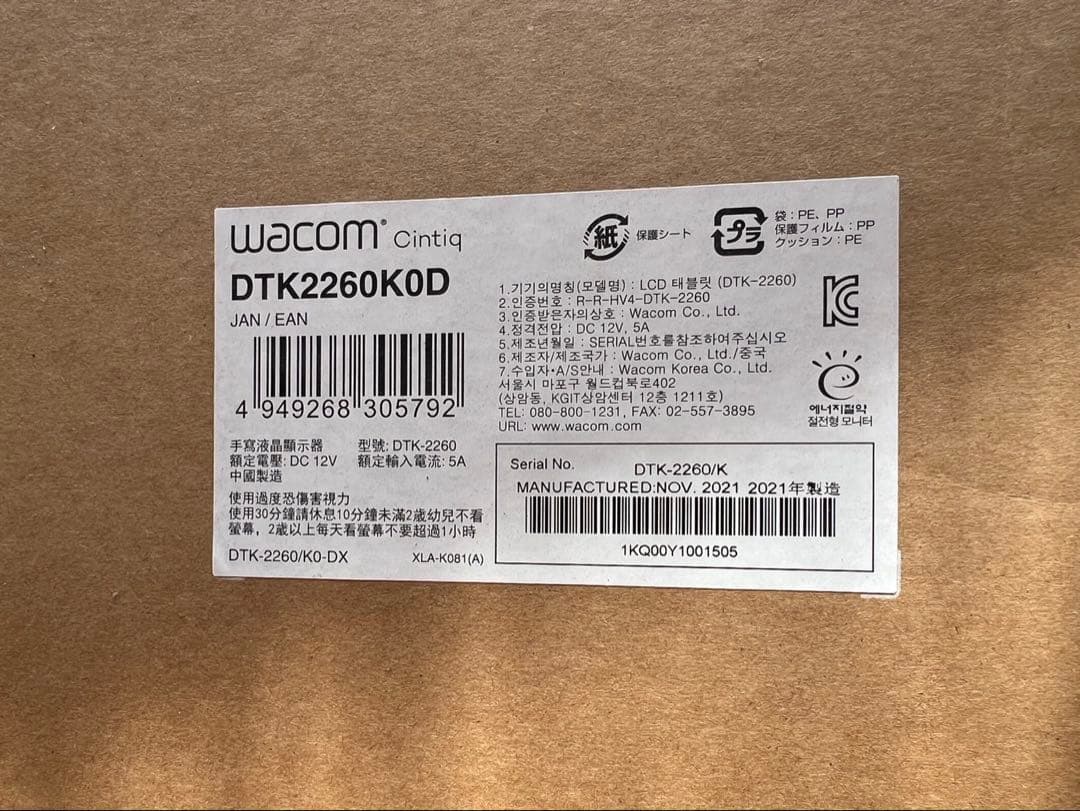 wacom® Cintiq
DTK2260K0D
JAN / EAN
4 949268 305792
手寫液晶顯示器 型號: DTK-2260
額定電壓: DC 12V 額定輸入電流: 5A
中國製造
使用過度恐傷害視力
使用30分鐘請休息10分鐘未滿2歲幼兒不看
螢幕，2歲以上每天看螢幕不要超過1小時
DTK-2260/K0-DX XLA-K081(A)
紙 保護シート
プラ
袋：PE、PP
保護フィルム：PP
クッション：PE
1.기기의명칭(모델명) : LCD 태블릿 (DTK-2260)
2.인증번호 : R-R-HV4-DTK-2260
3.인증받은자의상호 : Wacom Co., Ltd.
4.정격전압 : DC 12V, 5A
5.제조년월일 : SERIAL번호를참조하여주십시오
6.제조자/제조국가 : Wacom Co., Ltd./중국
7.수입자•A/S안내 : Wacom Korea Co., Ltd.
서울시 마포구 월드컵북로402
(상암동, KGIT상암센터 12층 1211호)
TEL: 080-800-1231, FAX: 02-557-3895
URL: www.wacom.com
에너지절약
절전형 모니터
Serial No. DTK-2260/K
MANUFACTURED:NOV. 2021 2021年製造
1KQ00Y1001505